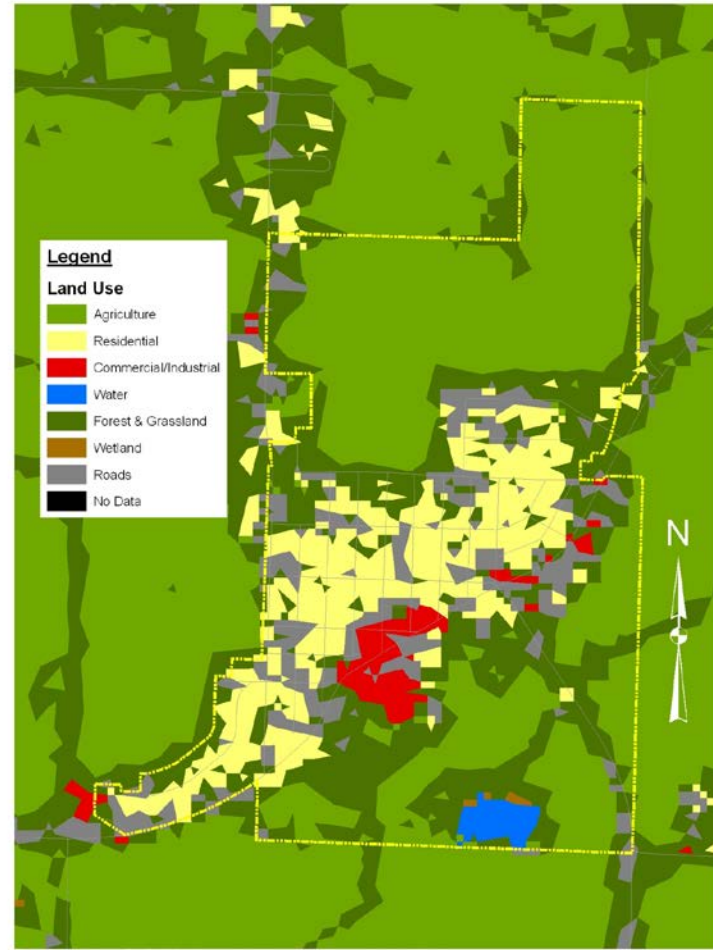 Legend
Land Use
Agriculture
Residential
Commercial/Industrial
Water
Forest & Grassland
Wetland
Roads
No Data
N